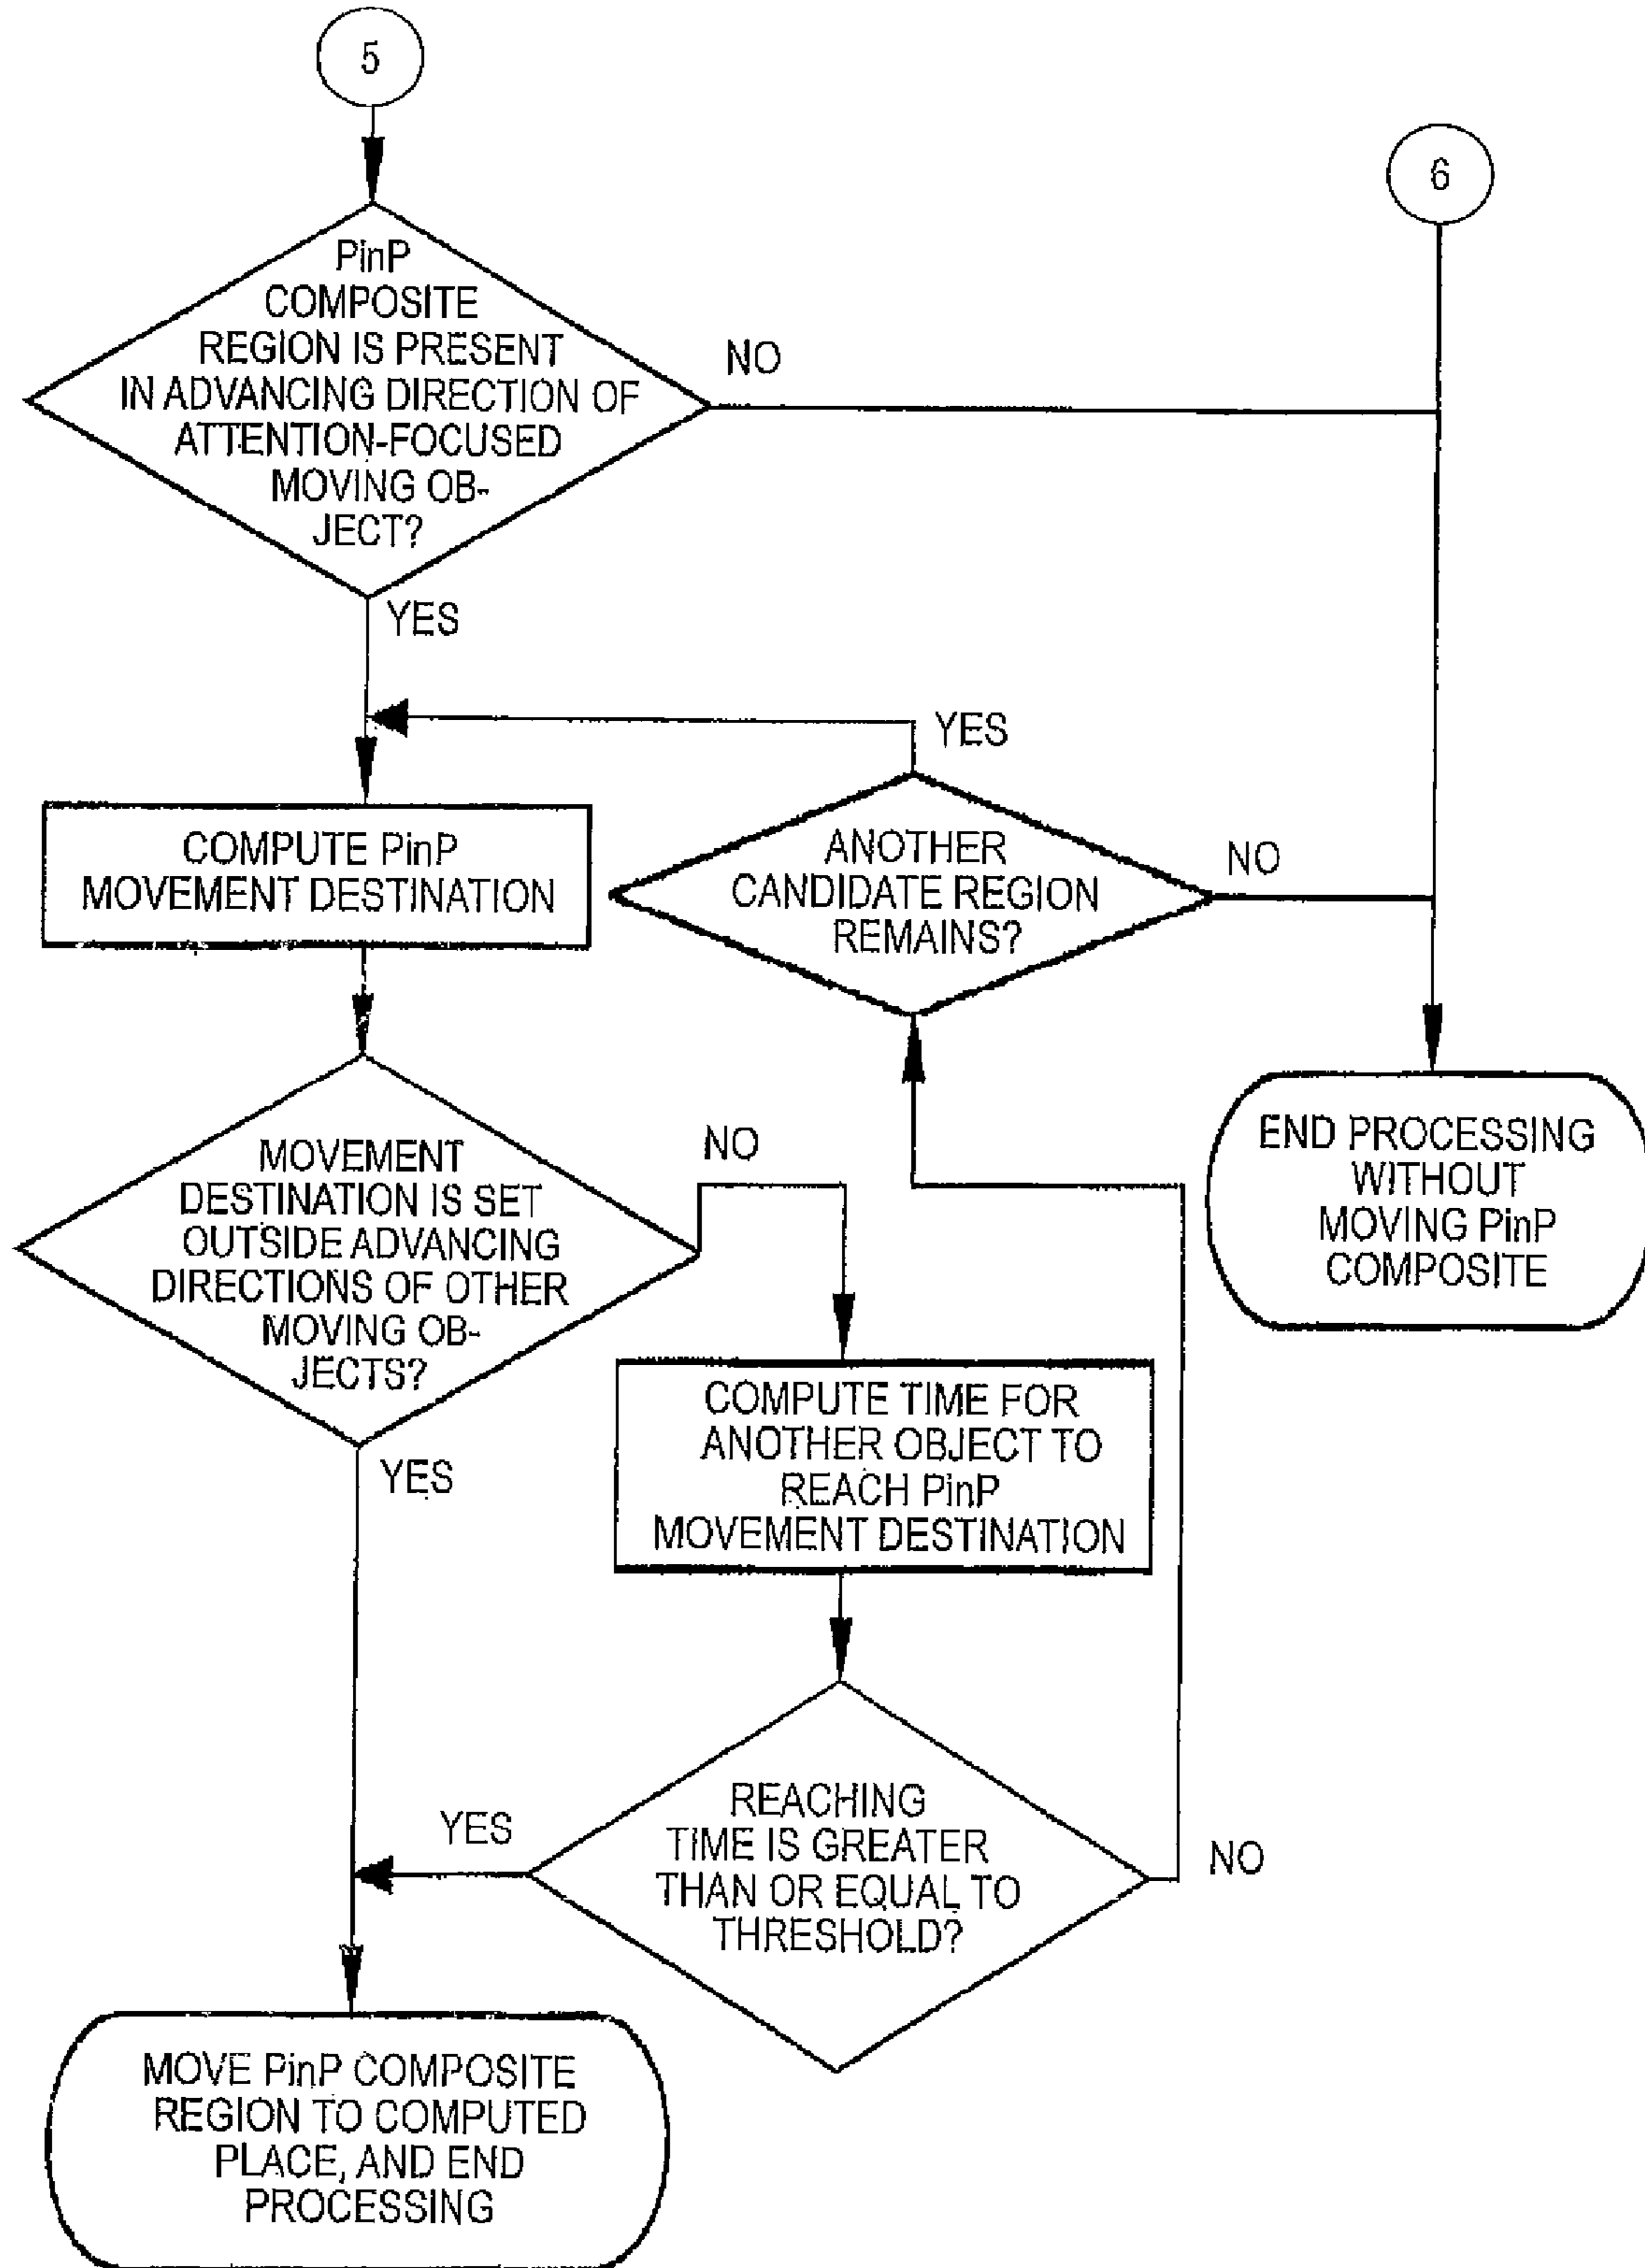 5
6
PinP
COMPOSITE
REGION IS PRESENT
IN ADVANCING DIRECTION OF
ATTENTION-FOCUSED
MOVING OB-
JECT?
NO
YES
YES
COMPUTE PinP
MOVEMENT DESTINATION
ANOTHER
CANDIDATE REGION
REMAINS?
NO
MOVEMENT
DESTINATION IS SET
OUTSIDE ADVANCING
DIRECTIONS OF OTHER
MOVING OB-
JECTS?
NO
YES
END PROCESSING
WITHOUT
MOVING PinP
COMPOSITE
COMPUTE TIME FOR
ANOTHER OBJECT TO
REACH PinP
MOVEMENT DESTINATION
REACHING
TIME IS GREATER
THAN OR EQUAL TO
THRESHOLD?
YES
NO
MOVE PinP COMPOSITE
REGION TO COMPUTED
PLACE, AND END
PROCESSING